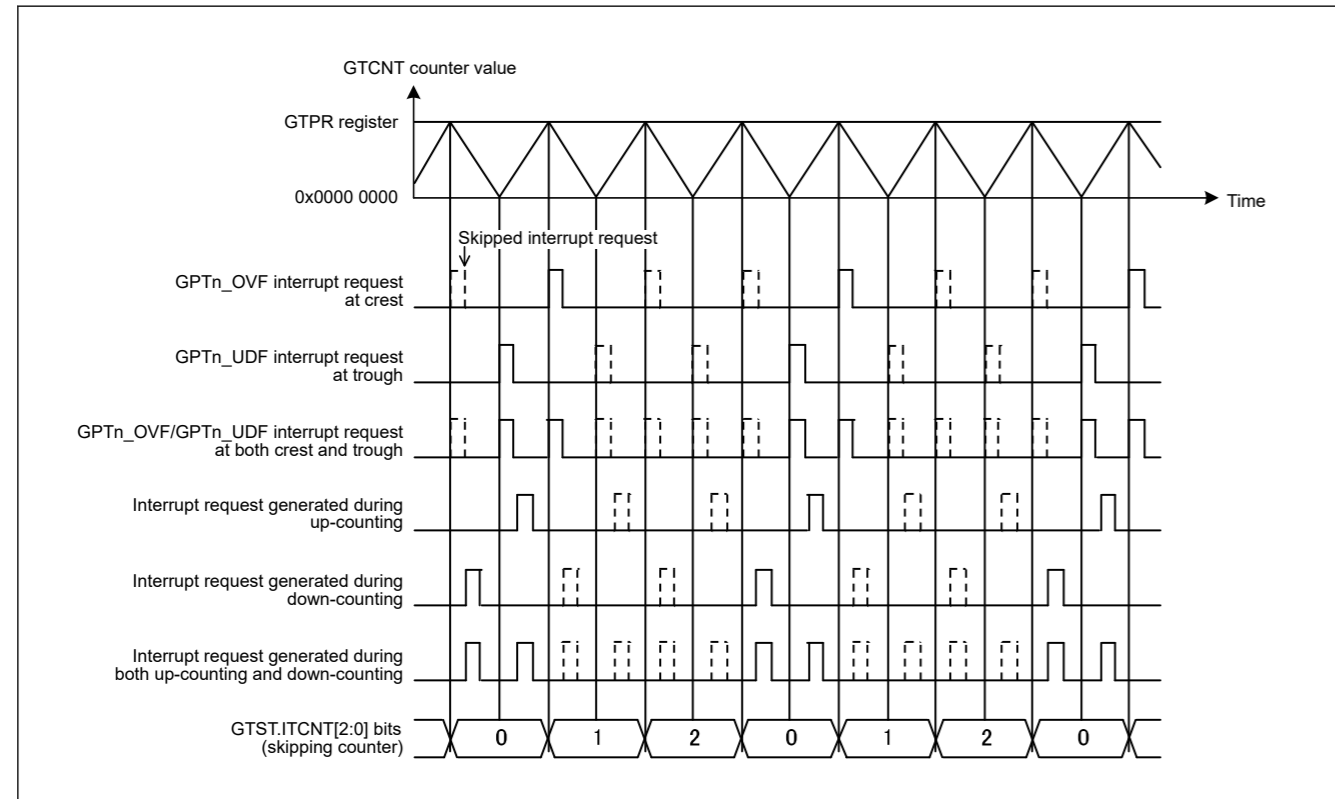 GTCNT counter value
GTPR register
0x0000 0000
Time
Skipped interrupt request
GPTn_OVF interrupt request
at crest
GPTn_UDF interrupt request
at trough
GPTn_OVF/GPTn_UDF interrupt request
at both crest and trough
Interrupt request generated during
up-counting
Interrupt request generated during
down-counting
Interrupt request generated during
both up-counting and down-counting
GTST.ITCNT[2:0] bits
(skipping counter)
0 1 2 0 1 2 0